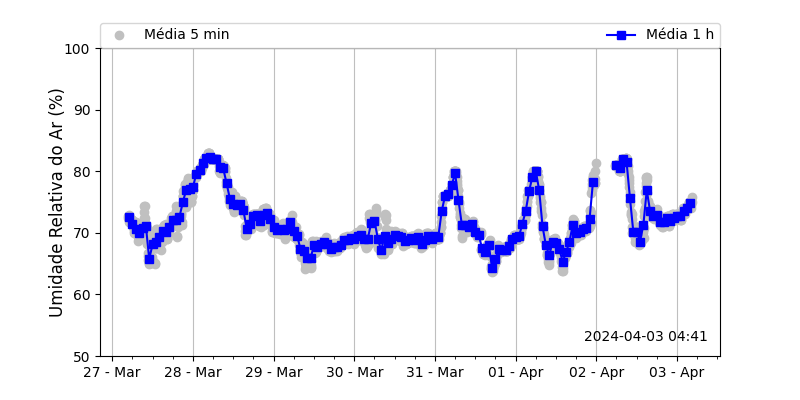 Média 5 min
Média 1 h
Umidade Relativa do Ar (%)
100
90
80
70
60
50
2024-04-03 04:41
27 - Mar
28 - Mar
29 - Mar
30 - Mar
31 - Mar
01 - Apr
02 - Apr
03 - Apr